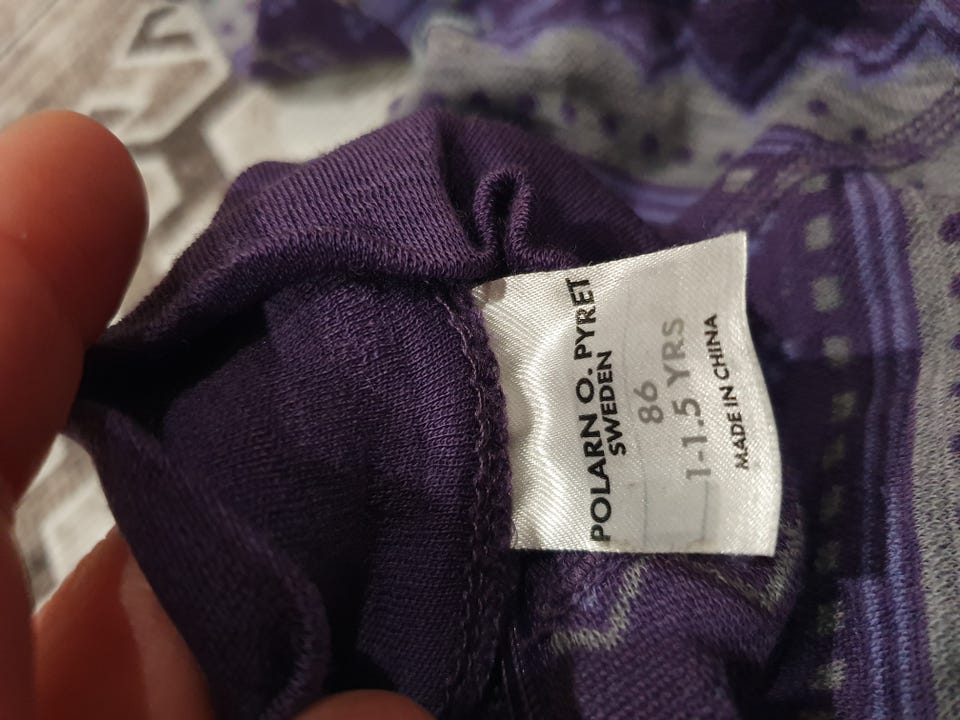 POLARN O. PYRET
SWEDEN
86
1-1.5 YRS
MADE IN CHINA